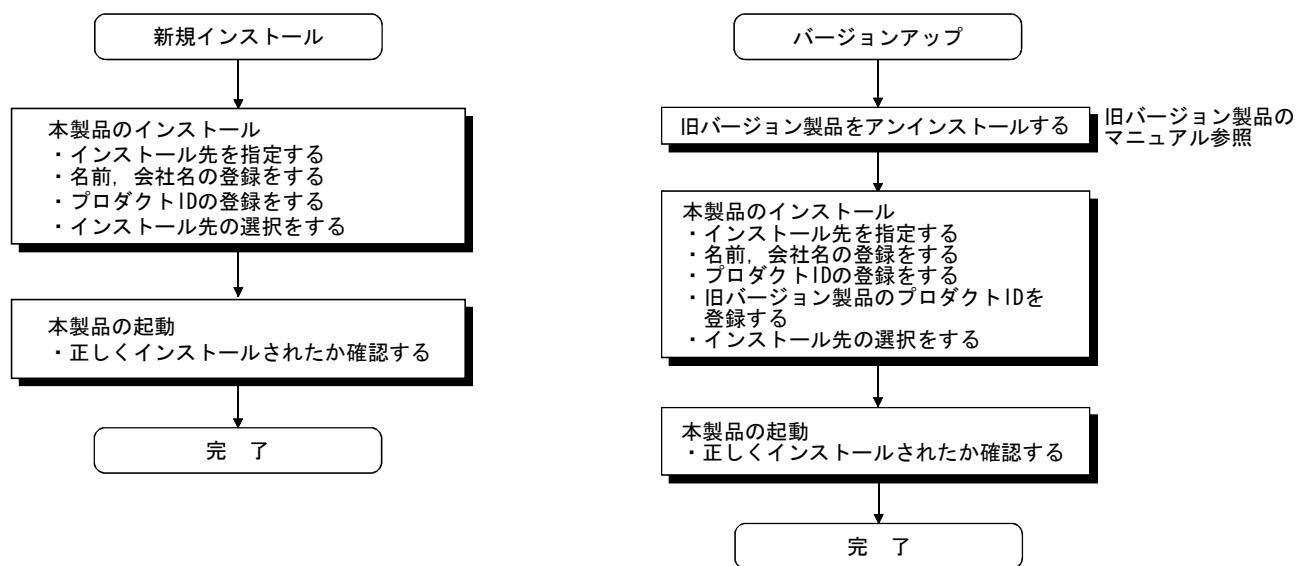 新規インストール
本製品のインストール
・インストール先を指定する
・名前，会社名の登録をする
・プロダクトIDの登録をする
・インストール先の選択をする
本製品の起動
・正しくインストールされたか確認する
完　了
バージョンアップ
旧バージョン製品をアンインストールする
旧バージョン製品の
マニュアル参照
本製品のインストール
・インストール先を指定する
・名前，会社名の登録をする
・プロダクトIDの登録をする
・旧バージョン製品のプロダクトIDを
登録する
・インストール先の選択をする
本製品の起動
・正しくインストールされたか確認する
完　了